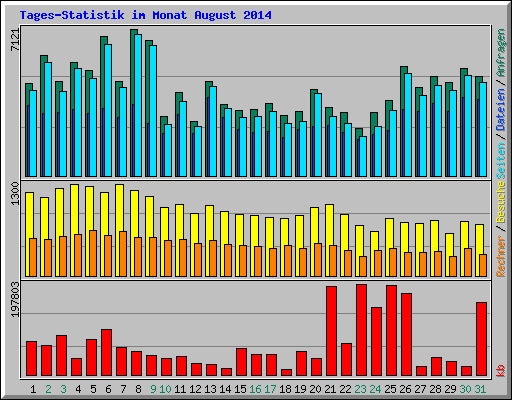 Tages-Statistik im Monat August 2014
7121
1300
197803
Rechner / Besuche Seiten / Dateien / Anfragen
kb
1 2 3 4 5 6 7 8 9 10 11 12 13 14 15 16 17 18 19 20 21 22 23 24 25 26 27 28 29 30 31